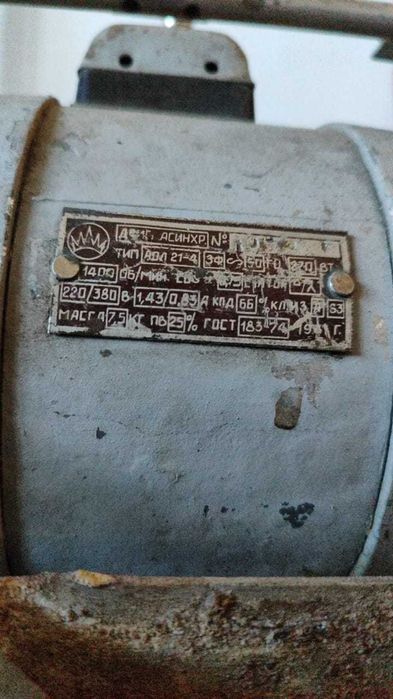 ДВИГ. АСИНХР. №
ТИП АОЛ 21-4 3Ф ~ 50 ГЦ 270 ВТ
1400 ОБ/МИН.
220/380 В 1,43/0,83 А КПД 66 % КЛ ИЗ
МАССА 7,5 КГ ПВ 25 % ГОСТ 183-74 Г.